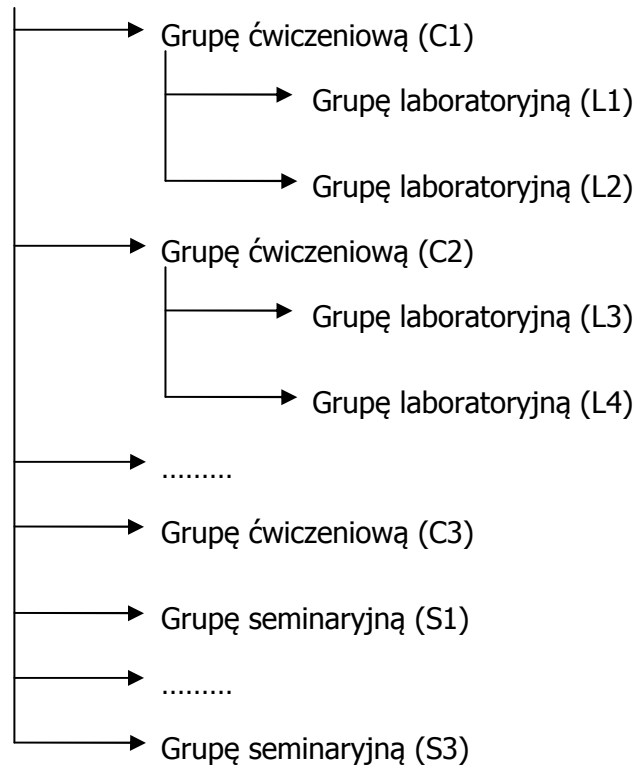 Grupę ćwiczeniową (C1)
Grupę laboratoryjną (L1)
Grupę laboratoryjną (L2)
Grupę ćwiczeniową (C2)
Grupę laboratoryjną (L3)
Grupę laboratoryjną (L4)
.........
Grupę ćwiczeniową (C3)
Grupę seminaryjną (S1)
.........
Grupę seminaryjną (S3)